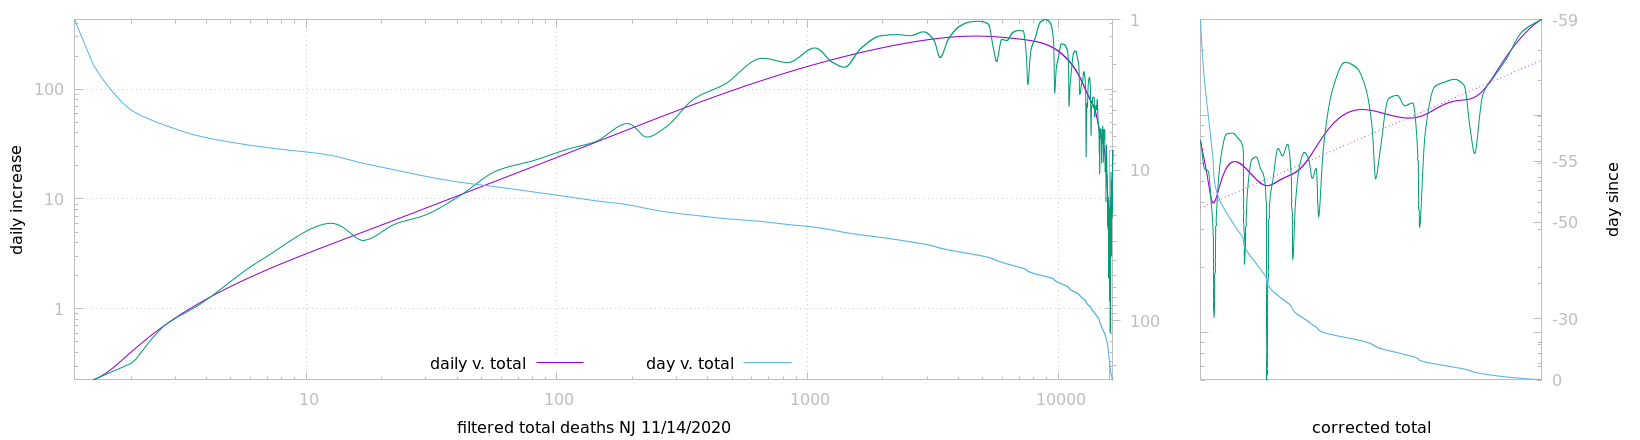 daily increase
100
10
1
1
10
100
daily v. total
day v. total
10
100
1000
10000
filtered total deaths NJ 11/14/2020
-59
-55
-50
-30
0
day since
corrected total